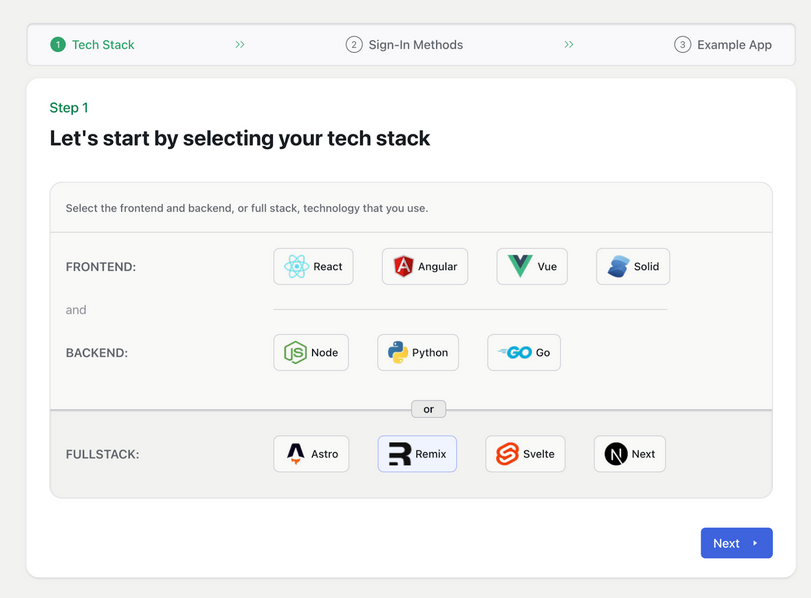 1 Tech Stack
2 Sign-In Methods
3 Example App
Step 1
Let's start by selecting your tech stack
Select the frontend and backend, or full stack, technology that you use.
FRONTEND: React Angular Vue Solid
and
BACKEND: JS Node Python GO Go
or
FULLSTACK: Astro Remix Svelte N Next
Next